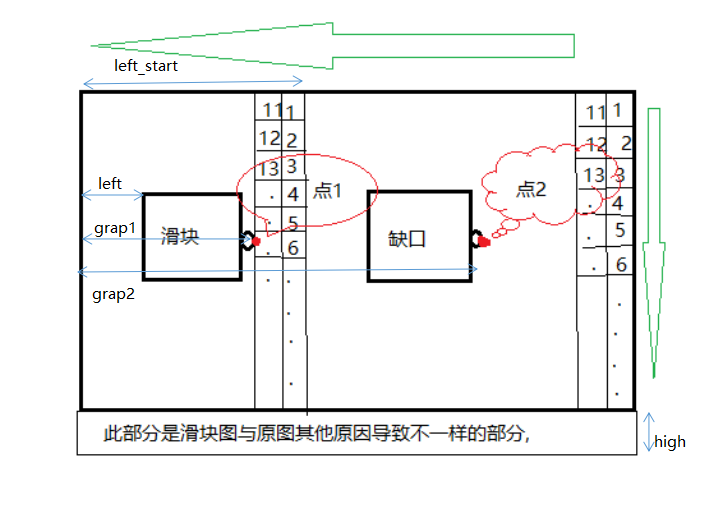 left_start
11 1 11 1
12 2 12 2
13 3 13 3
left . 4 点1 点2 . 4
grap1 滑块 . 5 缺口 . 5
. 6 . 6
grap2
此部分是滑块图与原图其他原因导致不一样的部分,
high